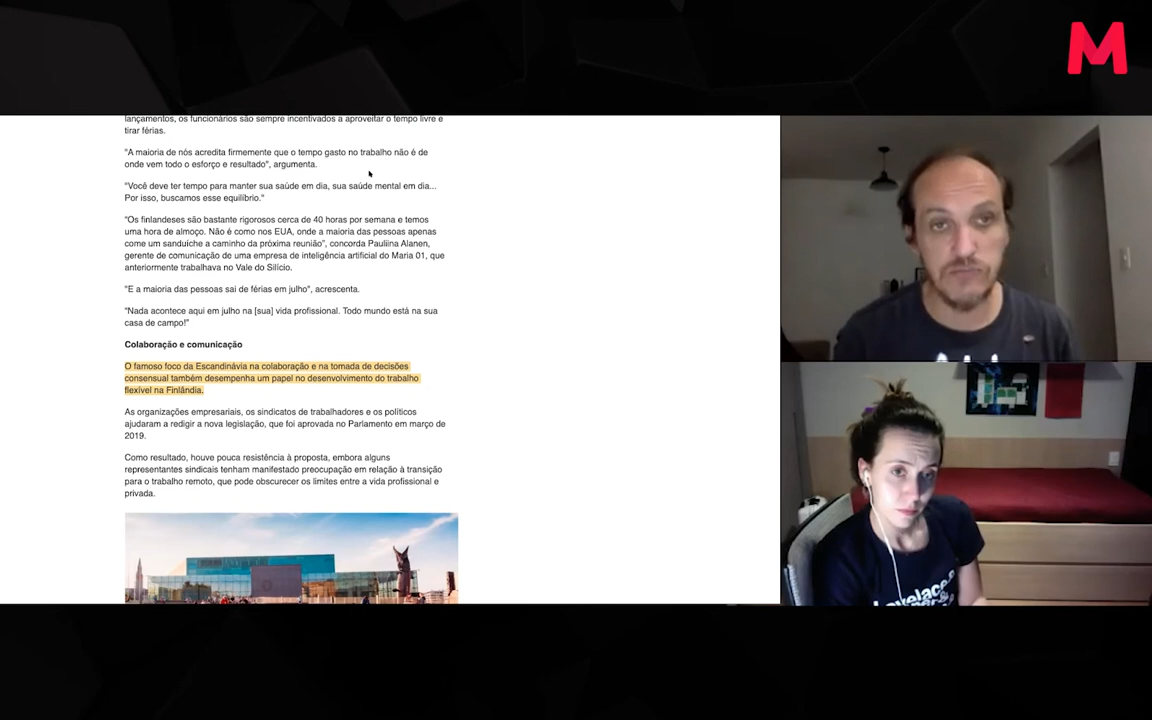 M
lançamentos, os funcionários são sempre incentivados a aproveitar o tempo livre e
tirar férias.
"A maioria de nós acredita firmemente que o tempo gasto no trabalho não é de
onde vem todo o esforço e resultado", argumenta.
"Você deve ter tempo para manter sua saúde em dia, sua saúde mental em dia...
Por isso, buscamos esse equilíbrio."
"Os finlandeses são bastante rigorosos cerca de 40 horas por semana e temos
uma hora de almoço. Não é como nos EUA, onde a maioria das pessoas apenas
come um sanduíche a caminho da próxima reunião", concorda Pauliina Alanen,
gerente de comunicação de uma empresa de inteligência artificial do Maria 01, que
anteriormente trabalhava no Vale do Silício.
"E a maioria das pessoas sai de férias em julho", acrescenta.
"Nada acontece aqui em julho na [sua] vida profissional. Todo mundo está na sua
casa de campo!"
Colaboração e comunicação
O famoso foco da Escandinávia na colaboração e na tomada de decisões
consensual também desempenha um papel no desenvolvimento do trabalho
flexível na Finlândia.
As organizações empresariais, os sindicatos de trabalhadores e os políticos
ajudaram a redigir a nova legislação, que foi aprovada no Parlamento em março de
2019.
Como resultado, houve pouca resistência à proposta, embora alguns
representantes sindicais tenham manifestado preocupação em relação à transição
para o trabalho remoto, que pode obscurecer os limites entre a vida profissional e
privada.
Lovelace